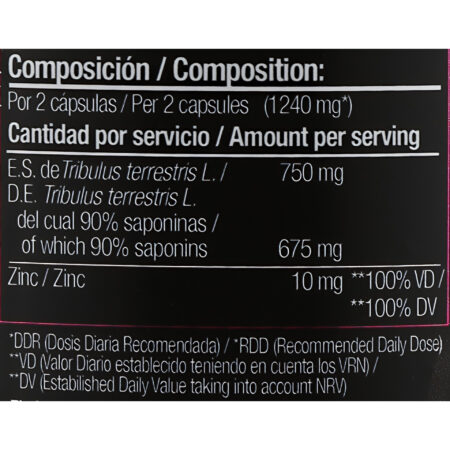 Composición / Composition:
Por 2 cápsulas / Per 2 capsules (1240 mg*)
Cantidad por servicio / Amount per serving
E.S. de Tribulus terrestris L. / 750 mg
D.E. Tribulus terrestris L.
del cual 90% saponinas /
of which 90% saponins 675 mg
Zinc / Zinc 10 mg **100% VD /
**100% DV
*DDR (Dosis Diaria Recomendada) / *RDD (Recommended Daily Dose)
**VD (Valor Diario establecido teniendo en cuenta los VRN) /
**DV (Estabilished Daily Value taking into account NRV)